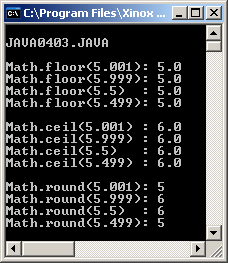 C:\Program Files\Xinox ...
JAVA0403.JAVA
Math.floor(5.001): 5.0
Math.floor(5.999): 5.0
Math.floor(5.5)  : 5.0
Math.floor(5.499): 5.0
Math.ceil(5.001) : 6.0
Math.ceil(5.999) : 6.0
Math.ceil(5.5)   : 6.0
Math.ceil(5.499) : 6.0
Math.round(5.001): 5
Math.round(5.999): 6
Math.round(5.5)  : 6
Math.round(5.499): 5